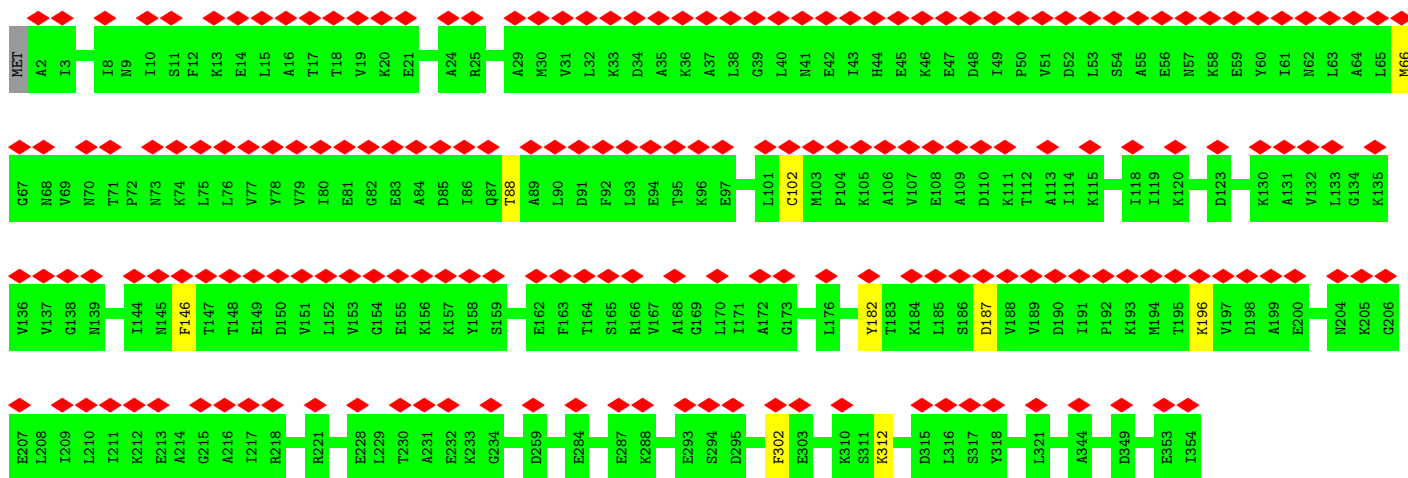 MET A2 I3 I8 N9 I10 S11 F12 K13 E14 L15 A16 T17 T18 V19 K20 E21 A24 R25 A29 M30 V31 L32 K33 D34 A35 K36 A37 L38 G39 L40 N41 E42 I43 H44 E45 K46 E47 D48 I49 P50 V51 D52 L53 S54 A55 E56 N57 K58 E59 Y60 I61 N62 L63 A64 L65 M66
G67 N68 V69 N70 T71 P72 N73 K74 L75 L76 V77 Y78 V79 I80 E81 G82 E83 A84 D85 I86 Q87 T88 A89 L90 D91 F92 L93 E94 T95 K96 E97 L101 C102 M103 P104 K105 A106 V107 E108 A109 D110 K111 T112 A113 I114 K115 I118 I119 K120 D123 K130 A131 V132 L133 G134 K135
V136 V137 G138 N139 I144 N145 F146 T147 T148 E149 D150 V151 L152 V153 G154 E155 K156 K157 Y158 S159 E162 F163 T164 S165 R166 V167 A168 G169 L170 I171 A172 G173 L176 Y182 T183 K184 L185 S186 D187 V188 V189 D190 I191 P192 K193 M194 T195 K196 V197 D198 A199 E200 N204 K205 G206
E207 L208 I209 L210 I211 K212 E213 A214 G215 A216 I217 R218 R221 E228 L229 T230 A231 E232 K233 G234 D259 E284 E287 K288 E293 S294 D295 F302 E303 K310 S311 K312 D315 L316 S317 Y318 L321 A344 D349 E353 I354